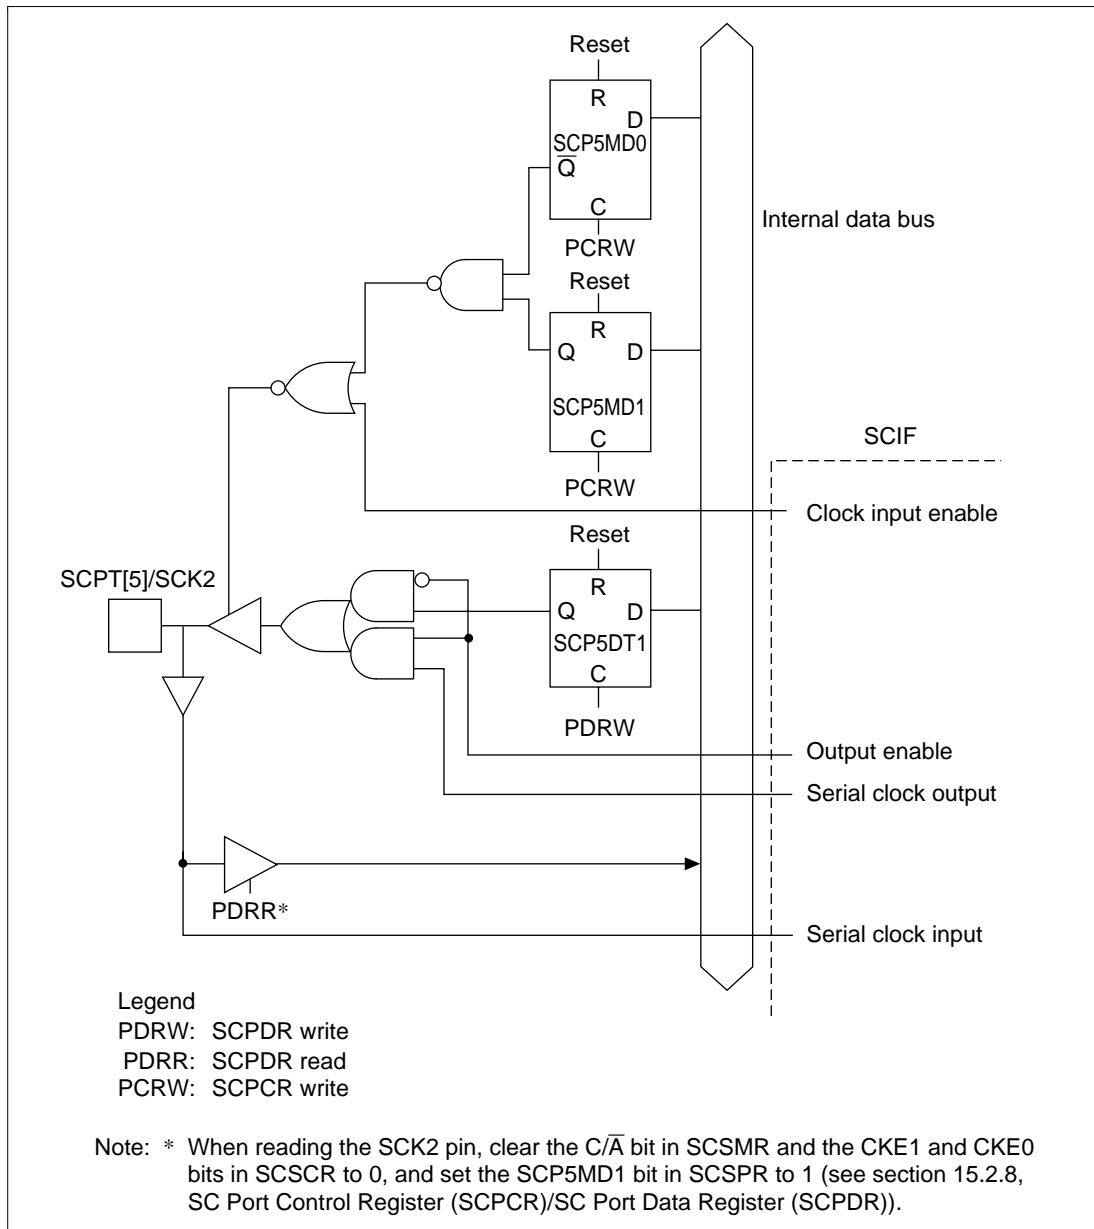 Reset
R
D
SCP5MD0
Q̅
C
PCRW
Internal data bus
Reset
R
Q D
SCP5MD1
C
PCRW
SCIF
Clock input enable
Reset
SCPT[5]/SCK2
R
Q D
SCP5DT1
C
PDRW
Output enable
Serial clock output
PDRR*
Serial clock input
Legend
PDRW: SCPDR write
PDRR: SCPDR read
PCRW: SCPCR write
Note: * When reading the SCK2 pin, clear the C/A̅ bit in SCSMR and the CKE1 and CKE0
bits in SCSCR to 0, and set the SCP5MD1 bit in SCSPR to 1 (see section 15.2.8,
SC Port Control Register (SCPCR)/SC Port Data Register (SCPDR)).